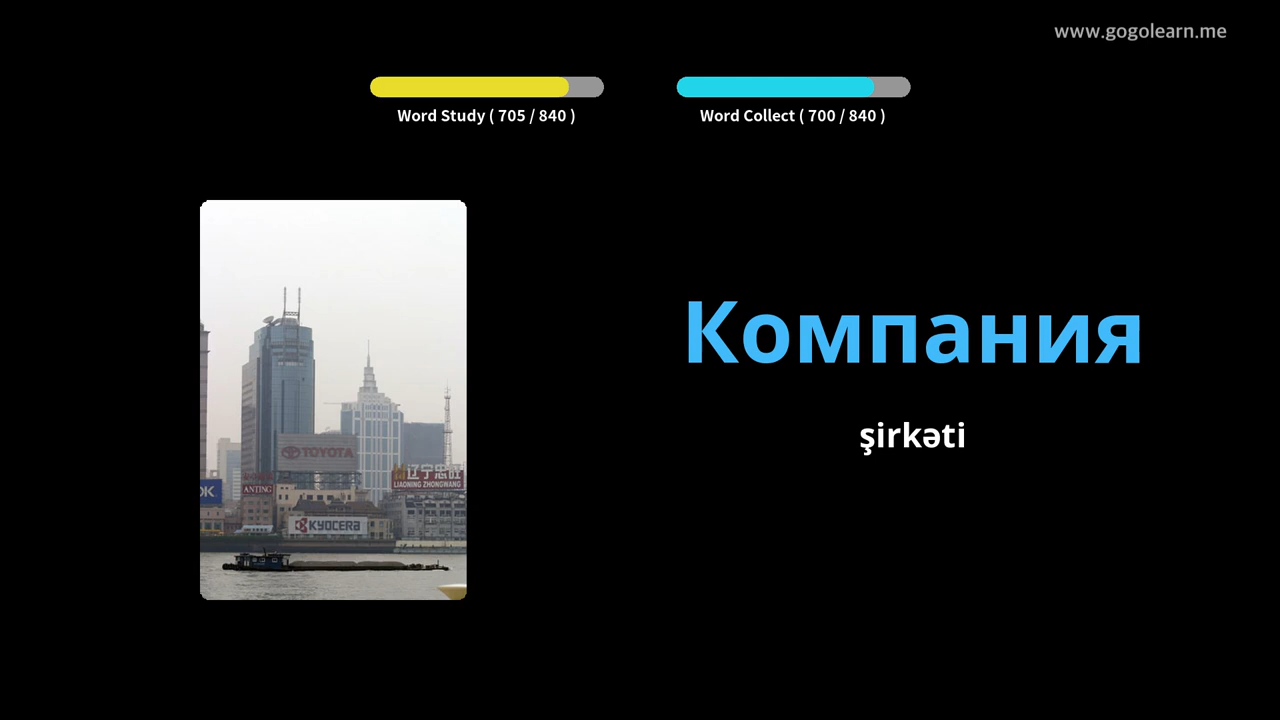 www.gogolearn.me
Word Study ( 705 / 840 )
Word Collect ( 700 / 840 )
Компания
şirkəti
TOYOTA
辽宁忠旺
LIAONING ZHONGWANG
ANTING
KYOCERA